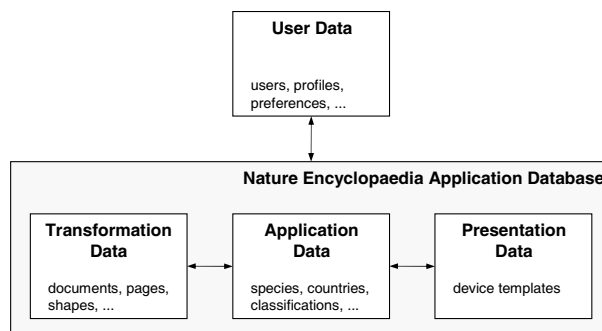 User Data
users, profiles,
preferences, ...
Nature Encyclopaedia Application Database
Transformation
Data
documents, pages,
shapes, ...
Application
Data
species, countries,
classifications, ...
Presentation
Data
device templates